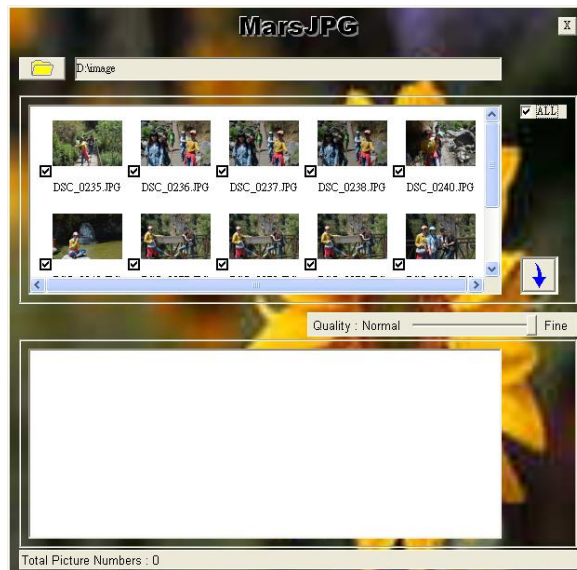 MarsJPG
X
D:\image
ALL
DSC_0235.JPG DSC_0236.JPG DSC_0237.JPG DSC_0238.JPG DSC_0240.JPG
Quality : Normal Fine
Total Picture Numbers : 0